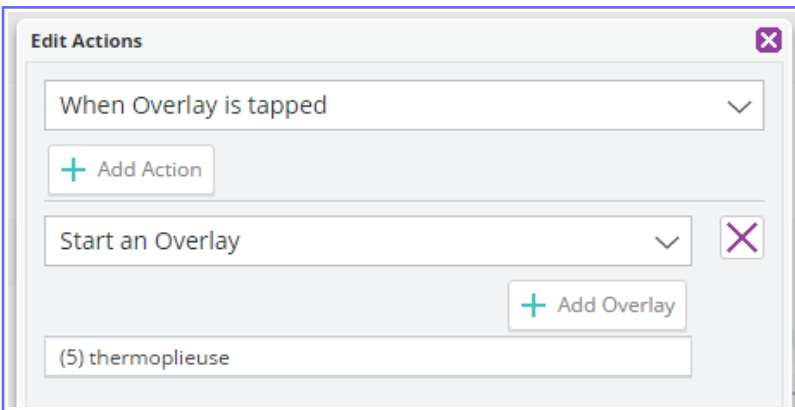 Edit Actions
When Overlay is tapped
Add Action
Start an Overlay
Add Overlay
(5) thermoplieuse